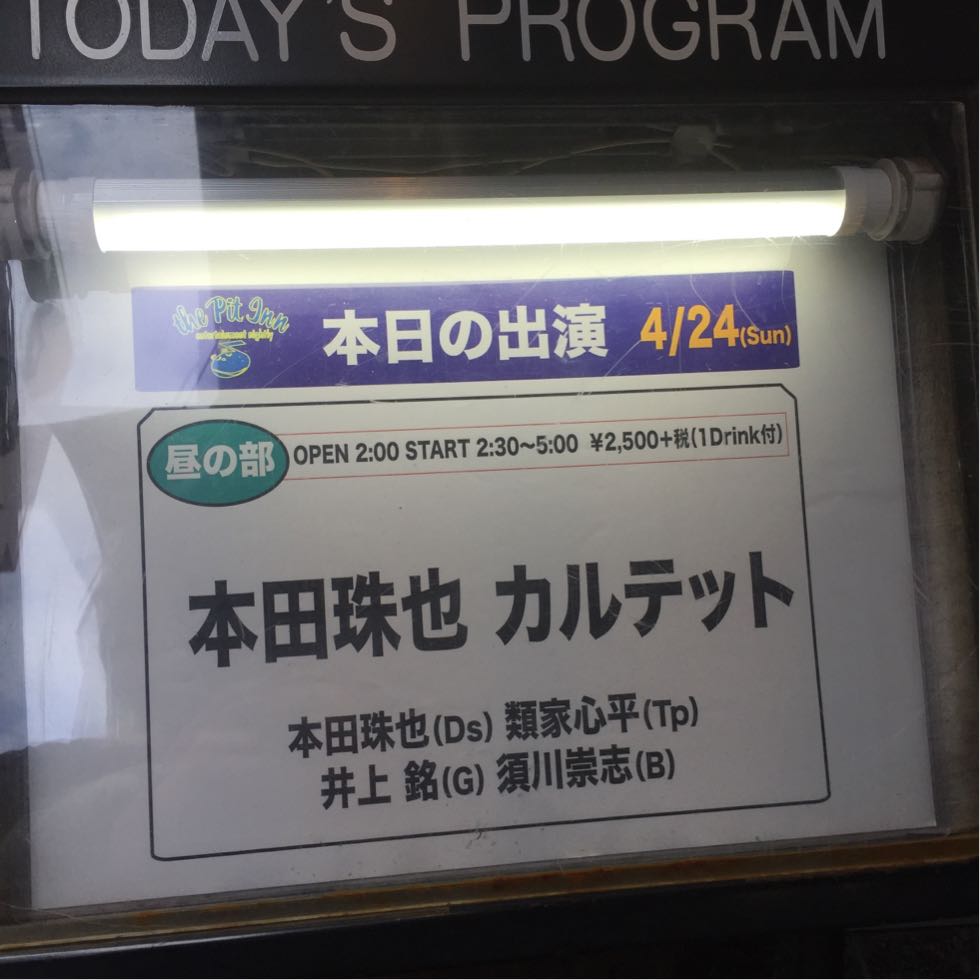 TODAY'S PROGRAM
the Pit Inn
entertainment nightly
本日の出演 4/24(Sun)
昼の部 OPEN 2:00 START 2:30〜5:00 ¥2,500+税(1Drink付)
本田珠也 カルテット
本田珠也(Ds) 類家心平(Tp)
井上 銘(G) 須川崇志(B)